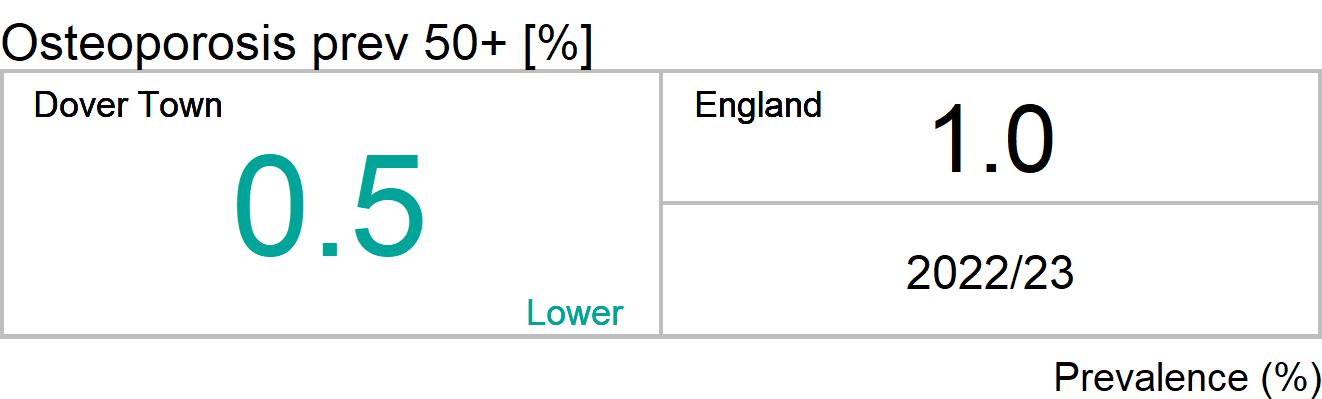 Osteoporosis prev 50+ [%]
Dover Town
0.5
Lower
England
1.0
2022/23
Prevalence (%)